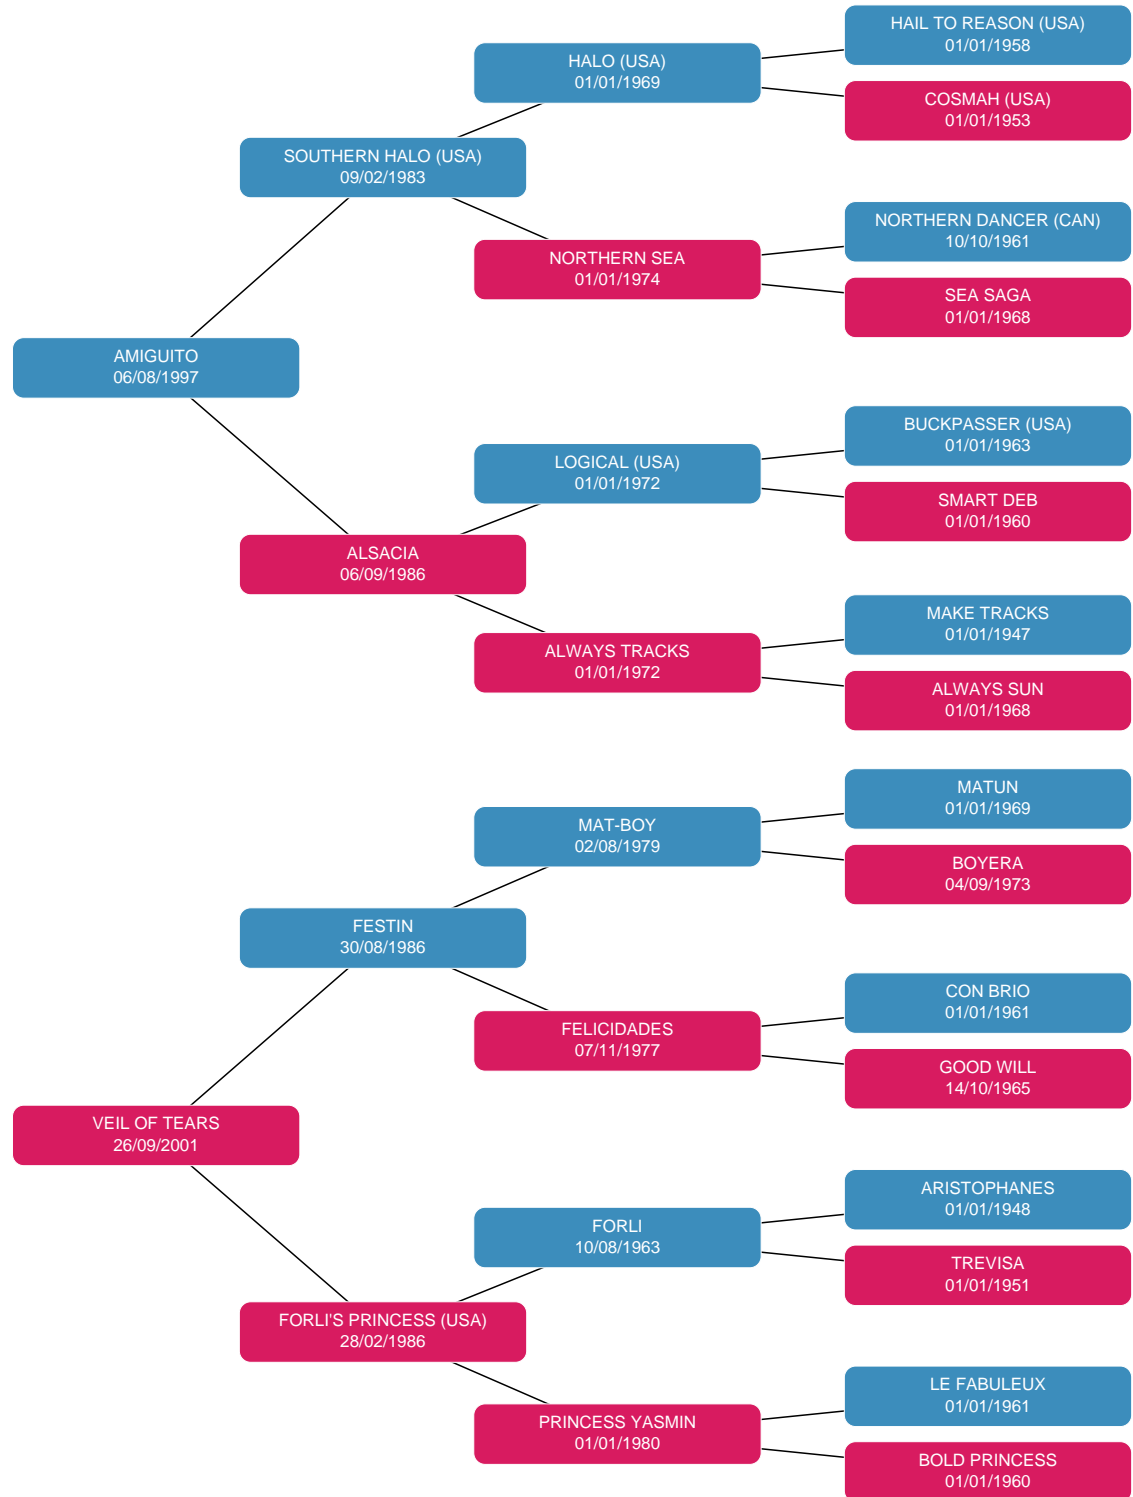 HAIL TO REASON (USA)
01/01/1958
HALO (USA)
01/01/1969
COSMAH (USA)
01/01/1953
SOUTHERN HALO (USA)
09/02/1983
NORTHERN DANCER (CAN)
10/10/1961
NORTHERN SEA
01/01/1974
SEA SAGA
01/01/1968
AMIGUITO
06/08/1997
BUCKPASSER (USA)
01/01/1963
LOGICAL (USA)
01/01/1972
SMART DEB
01/01/1960
ALSACIA
06/09/1986
MAKE TRACKS
01/01/1947
ALWAYS TRACKS
01/01/1972
ALWAYS SUN
01/01/1968
MATUN
01/01/1969
MAT-BOY
02/08/1979
BOYERA
04/09/1973
FESTIN
30/08/1986
CON BRIO
01/01/1961
FELICIDADES
07/11/1977
GOOD WILL
14/10/1965
VEIL OF TEARS
26/09/2001
ARISTOPHANES
01/01/1948
FORLI
10/08/1963
TREVISA
01/01/1951
FORLI'S PRINCESS (USA)
28/02/1986
LE FABULEUX
01/01/1961
PRINCESS YASMIN
01/01/1980
BOLD PRINCESS
01/01/1960